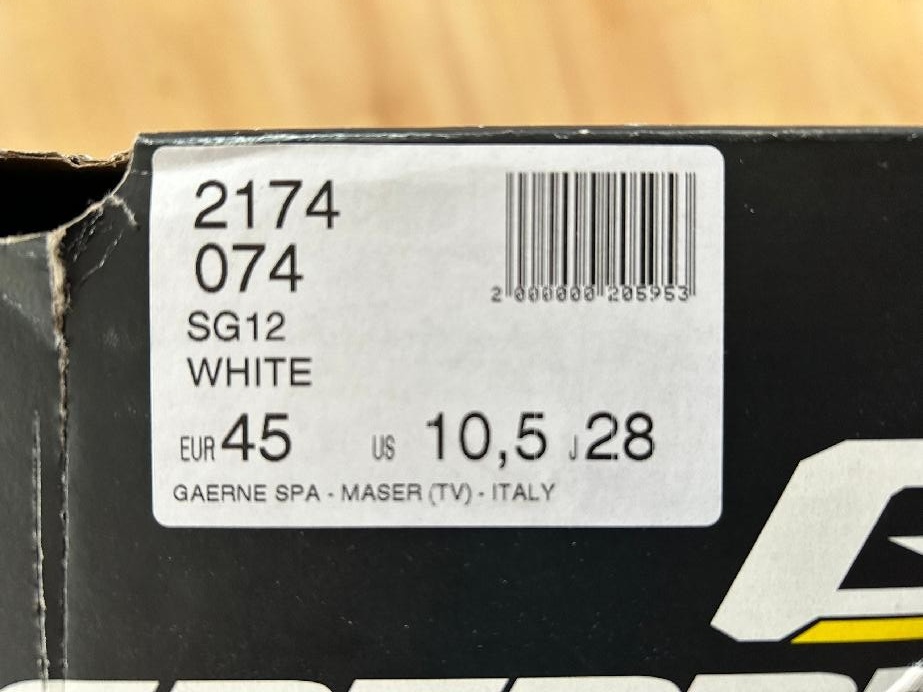 2174
074
SG12
WHITE
2 000000 205953
EUR 45 US 10,5 J 28
GAERNE SPA - MASER (TV) - ITALY